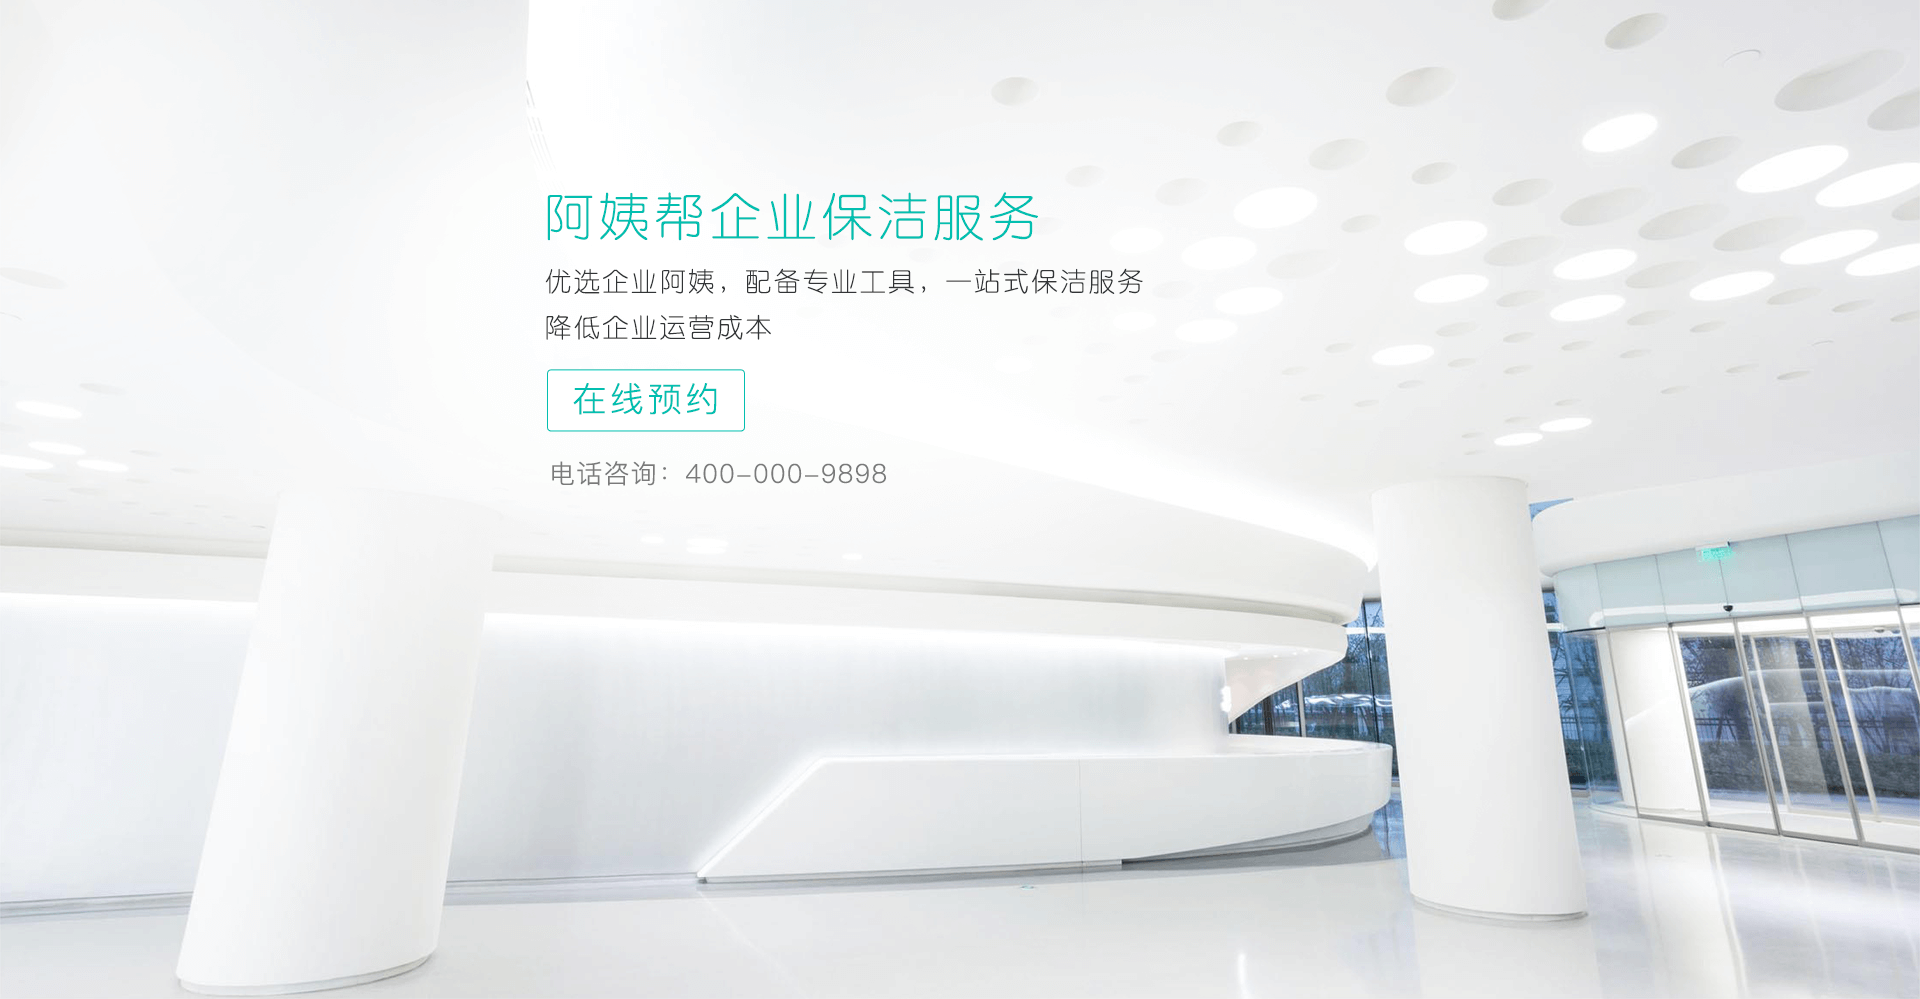 阿姨帮企业保洁服务
优选企业阿姨，配备专业工具，一站式保洁服务
降低企业运营成本
在线预约
电话咨询：400-000-9898